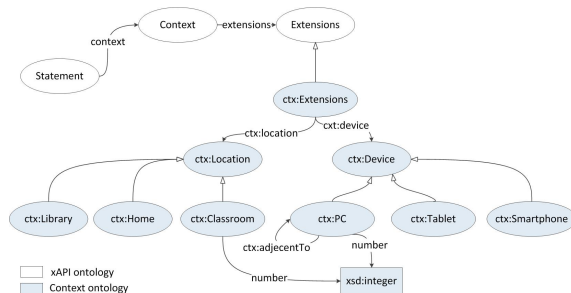 Context
extensions
Extensions
context
Statement
ctx:Extensions
ctx:location
cxt:device
ctx:Location
ctx:Device
ctx:Library
ctx:Home
ctx:Classroom
ctx:PC
ctx:Tablet
ctx:Smartphone
ctx:adjecentTo
number
number
xsd:integer
xAPI ontology
Context ontology